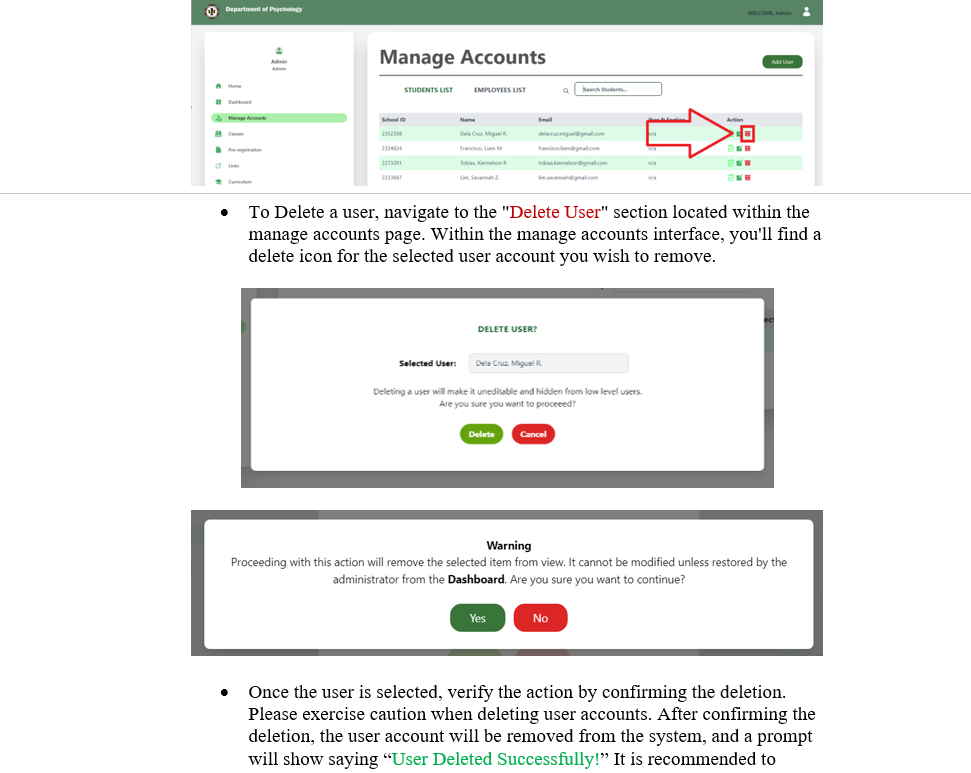 Department of Psychology
WELCOME, Admin
Admin
Admin
Home
Dashboard
Manage Accounts
Classes
Pre-registration
Links
Curriculum
Manage Accounts
Add User
STUDENTS LIST EMPLOYEES LIST Search Students...
School ID Name Email Year & Section Action
2352358 Dela Cruz, Miguel R. delacruz.miguel@gmail.com n/a
2324824 Francisco, Liam M. francisco.liam@gmail.com n/a
2273201 Tobias, Kiernelson P. tobias.kiernelson@gmail.com n/a
2233687 Lim, Savannah Z. lim.savannah@gmail.com n/a
• To Delete a user, navigate to the "Delete User" section located within the
manage accounts page. Within the manage accounts interface, you'll find a
delete icon for the selected user account you wish to remove.
DELETE USER?
Selected User: Dela Cruz, Miguel R.
Deleting a user will make it uneditable and hidden from low level users.
Are you sure you want to proceeed?
Delete Cancel
Warning
Proceeding with this action will remove the selected item from view. It cannot be modified unless restored by the
administrator from the Dashboard. Are you sure you want to continue?
Yes No
• Once the user is selected, verify the action by confirming the deletion.
Please exercise caution when deleting user accounts. After confirming the
deletion, the user account will be removed from the system, and a prompt
will show saying “User Deleted Successfully!” It is recommended to